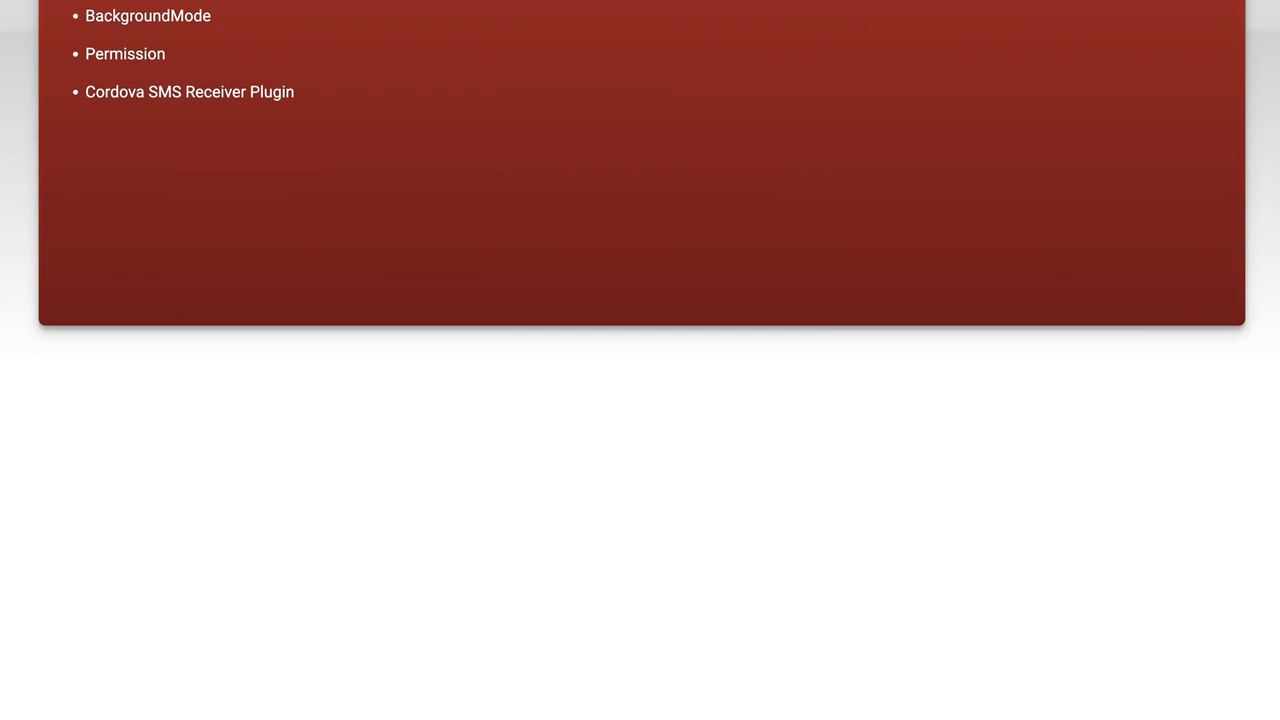 • BackgroundMode
• Permission
• Cordova SMS Receiver Plugin